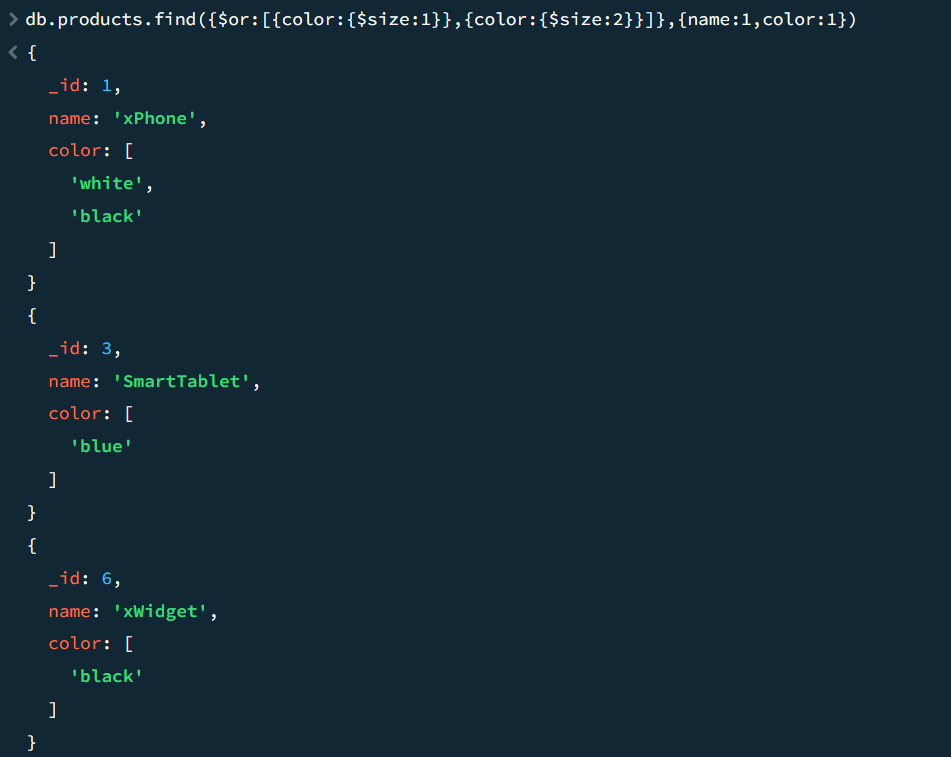 db.products.find({$or:[{color:{$size:1}},{color:{$size:2}}]},{name:1,color:1})
{
  _id: 1,
  name: 'xPhone',
  color: [
    'white',
    'black'
  ]
}
{
  _id: 3,
  name: 'SmartTablet',
  color: [
    'blue'
  ]
}
{
  _id: 6,
  name: 'xWidget',
  color: [
    'black'
  ]
}